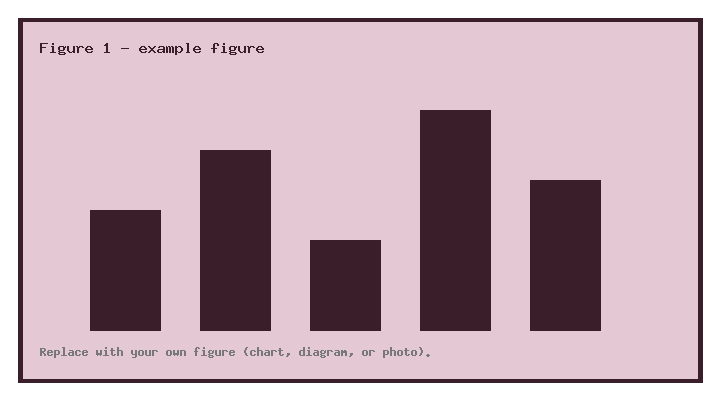 Figure 1 – example figure
Replace with your own figure (chart, diagram, or photo).